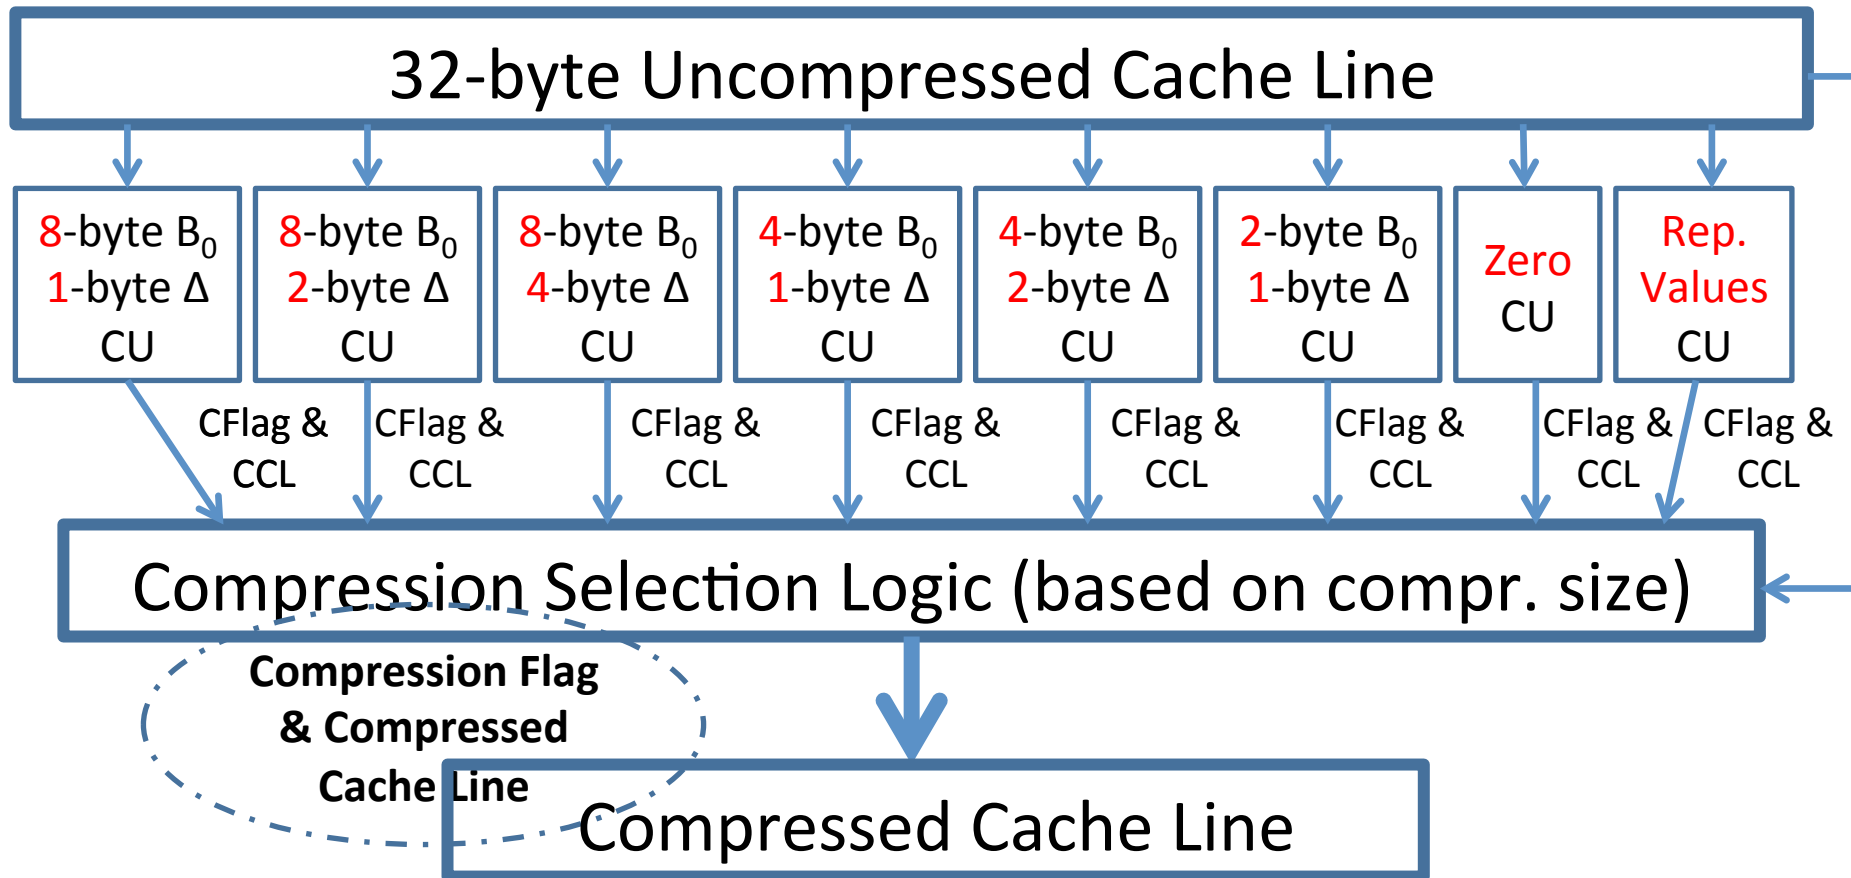 32-byte Uncompressed Cache Line
8-byte B₀
1-byte Δ
CU
8-byte B₀
2-byte Δ
CU
8-byte B₀
4-byte Δ
CU
4-byte B₀
1-byte Δ
CU
4-byte B₀
2-byte Δ
CU
2-byte B₀
1-byte Δ
CU
Zero
CU
Rep.
Values
CU
CFlag &
CCL
CFlag &
CCL
CFlag &
CCL
CFlag &
CCL
CFlag &
CCL
CFlag &
CCL
CFlag &
CCL
CFlag &
CCL
Compression Selection Logic (based on compr. size)
Compression Flag
& Compressed
Cache Line
Compressed Cache Line